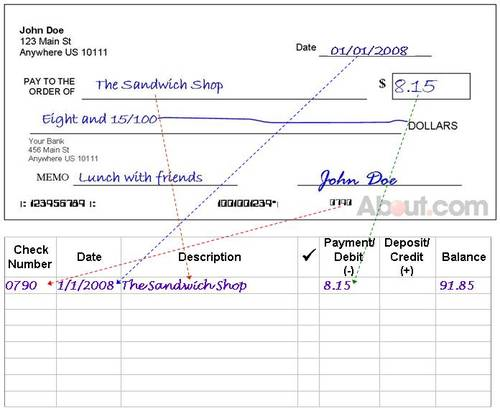 John Doe
123 Main St
Anywhere US 10111
Date 01/01/2008
PAY TO THE
ORDER OF The Sandwich Shop $ 8.15
Eight and 15/100 DOLLARS
Your Bank
456 Main St
Anywhere US 10111
MEMO Lunch with friends John Doe
⑆123456789⑆ 000111234⑈ 0790
About.com
Check Number Date Description ✓ Payment/ Debit (-) Deposit/ Credit (+) Balance
0790 1/1/2008 The Sandwich Shop 8.15 91.85